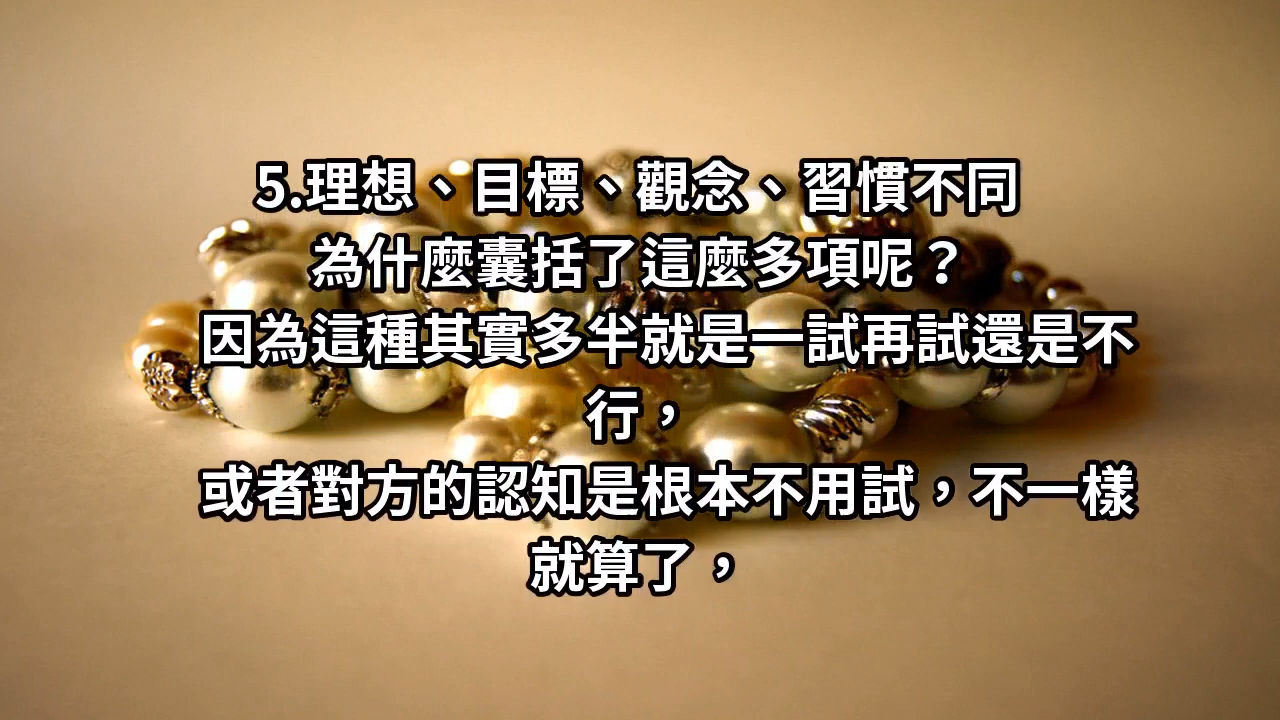 5.理想、目標、觀念、習慣不同
為什麼囊括了這麼多項呢？
因為這種其實多半就是一試再試還是不
行，
或者對方的認知是根本不用試，不一樣
就算了，